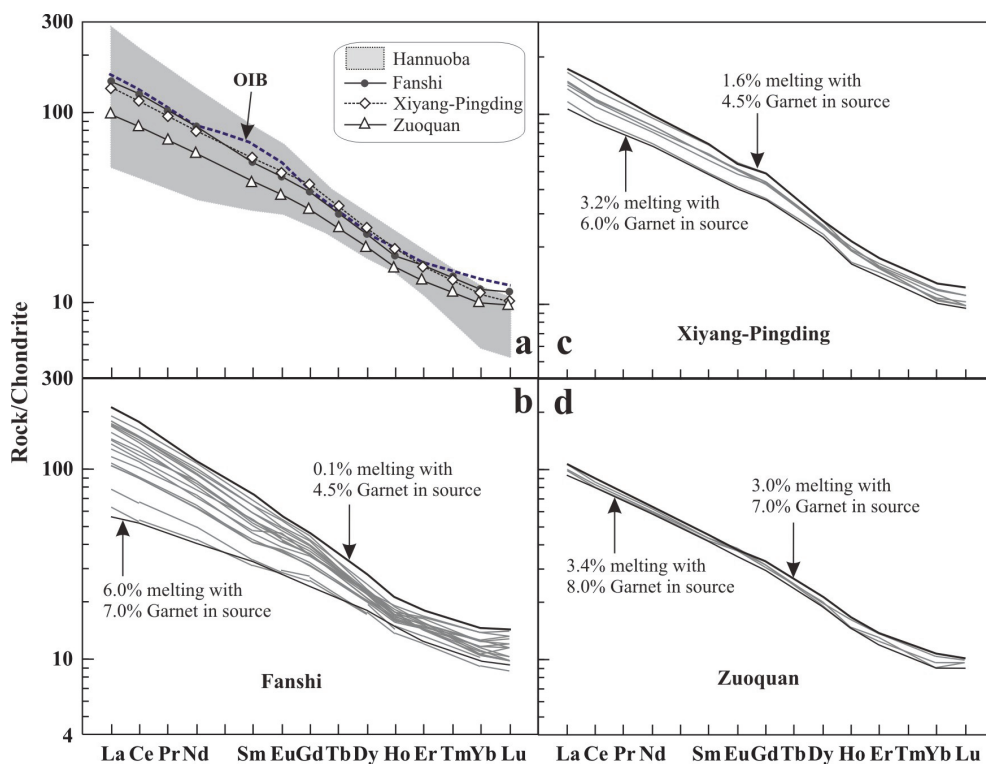 Rock/Chondrite
300
100
10
300
100
10
4
OIB
Hannuoba
Fanshi
Xiyang-Pingding
Zuoquan
a
1.6% melting with
4.5% Garnet in source
3.2% melting with
6.0% Garnet in source
c
Xiyang-Pingding
b
0.1% melting with
4.5% Garnet in source
6.0% melting with
7.0% Garnet in source
Fanshi
d
3.0% melting with
7.0% Garnet in source
3.4% melting with
8.0% Garnet in source
Zuoquan
La Ce Pr Nd Sm Eu Gd Tb Dy Ho Er Tm Yb Lu
La Ce Pr Nd Sm Eu Gd Tb Dy Ho Er Tm Yb Lu